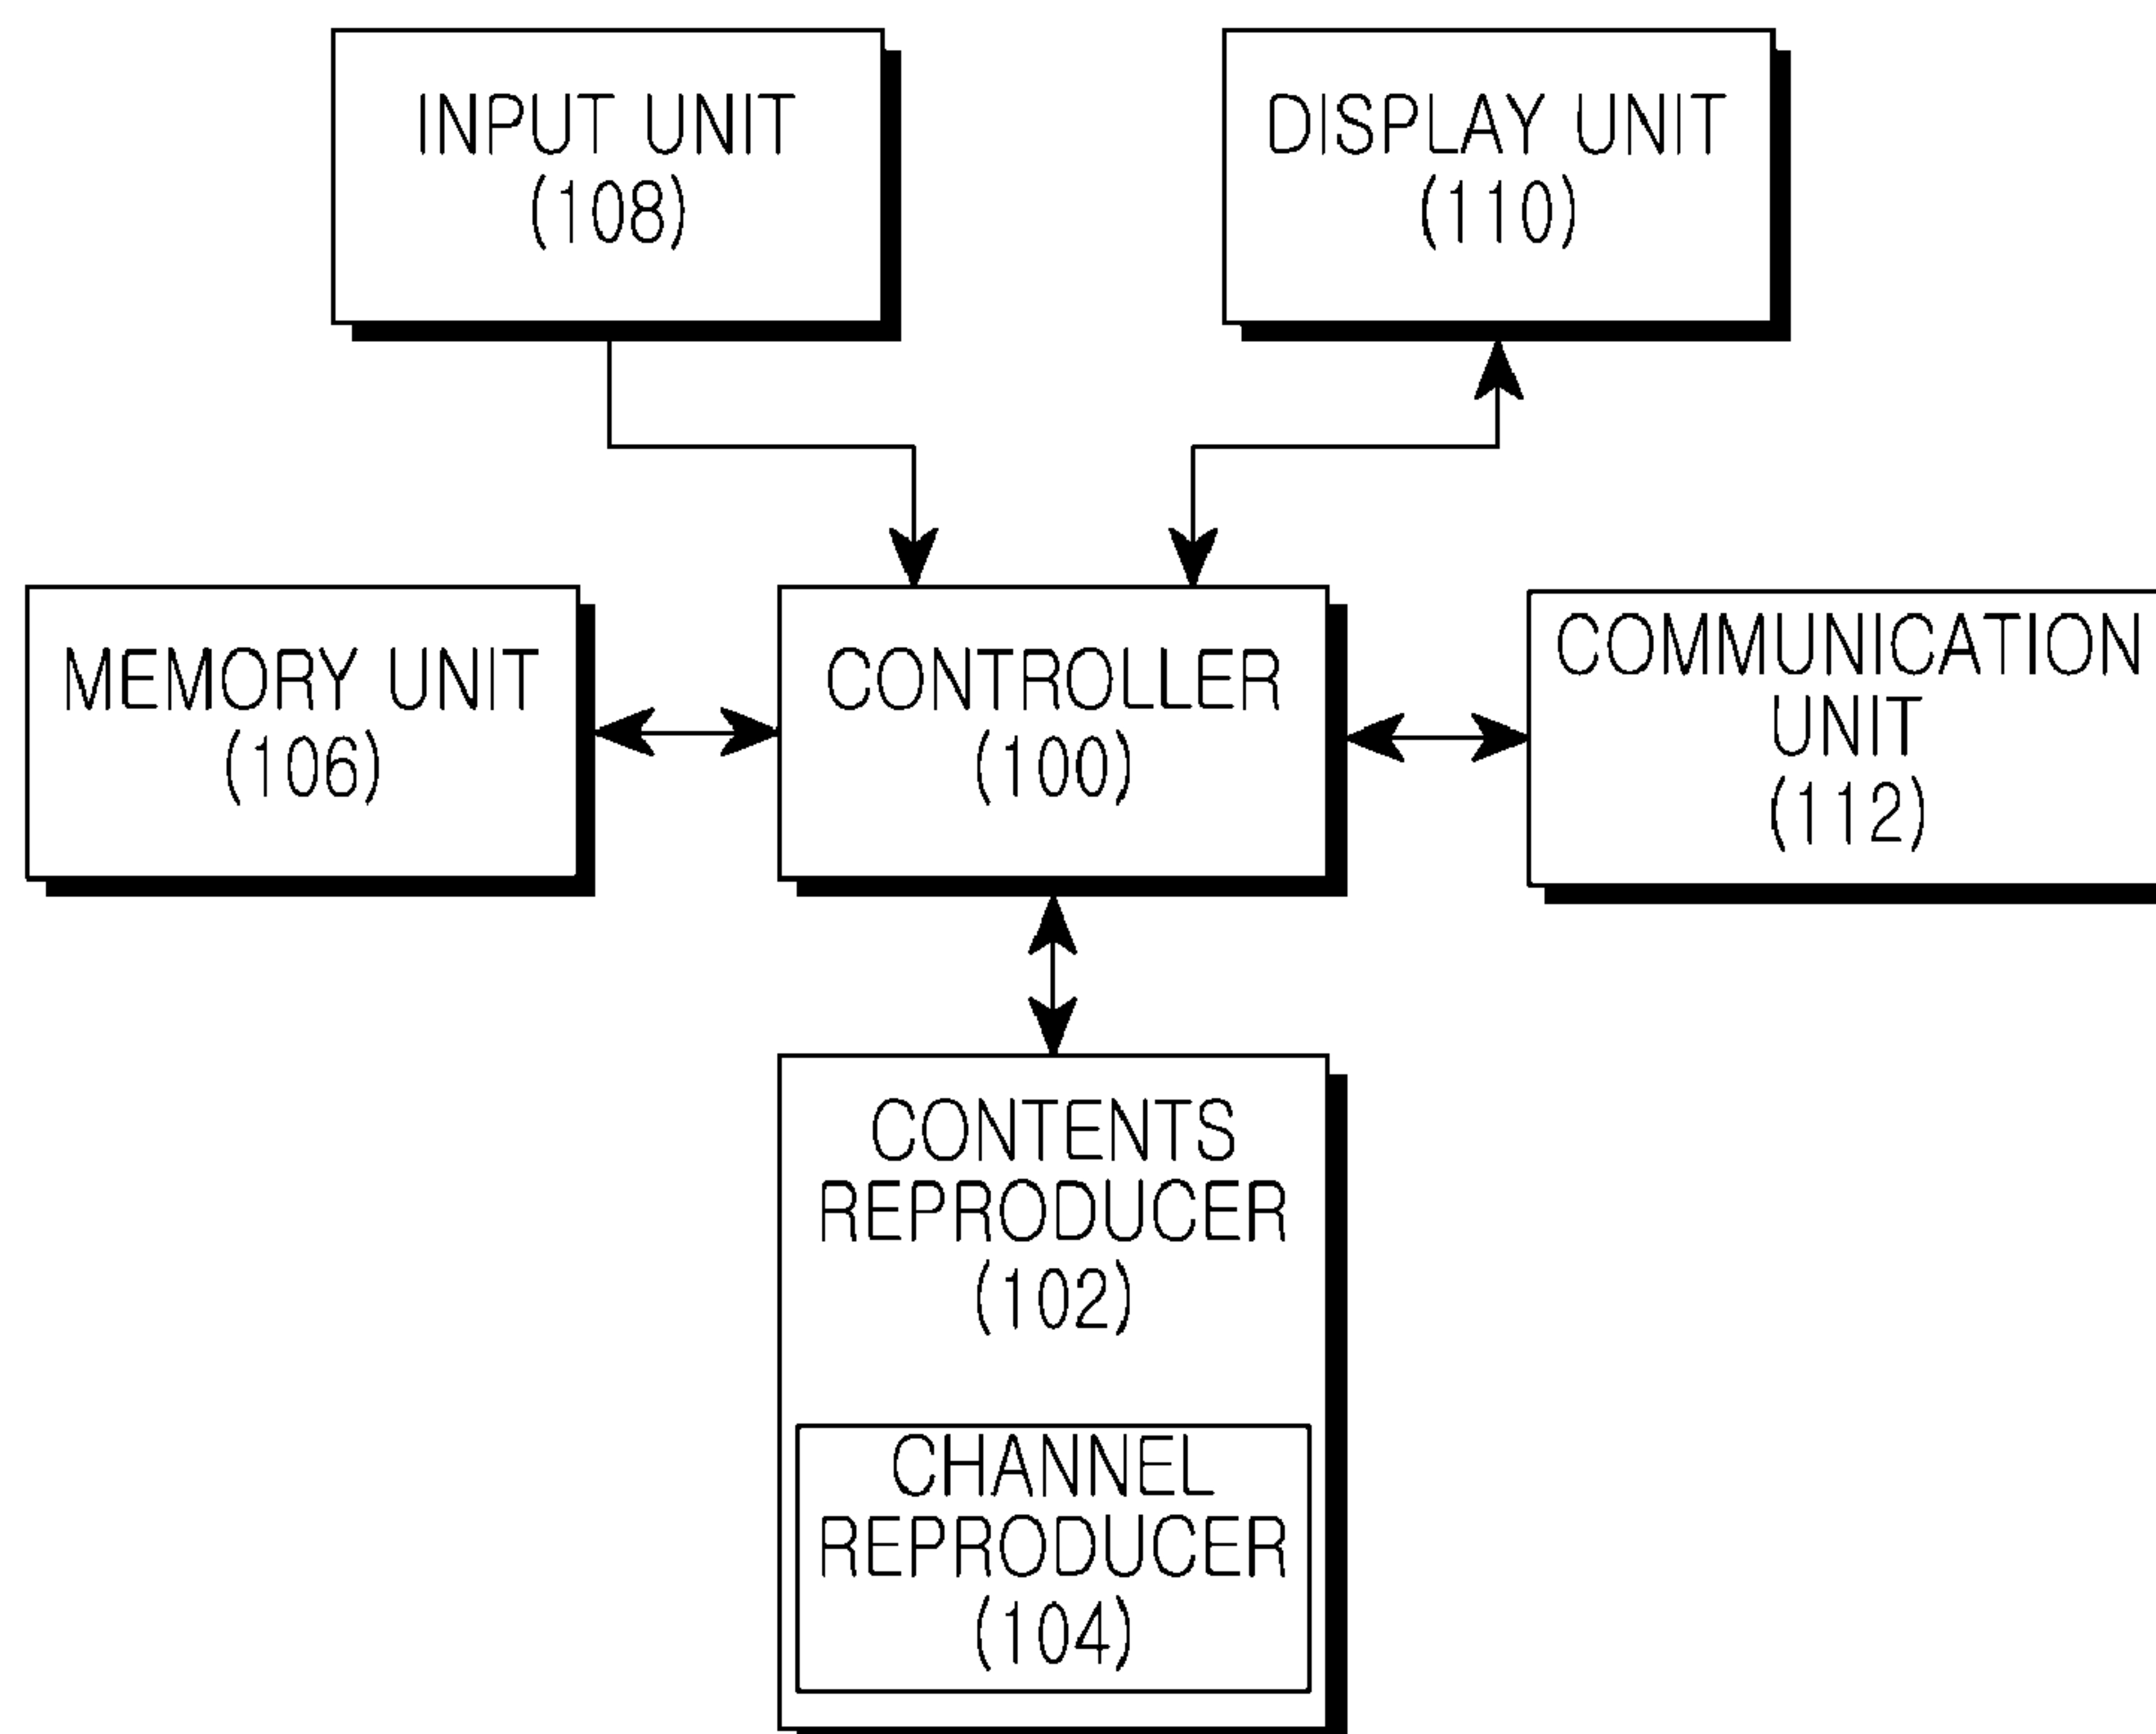 INPUT UNIT
(108)
DISPLAY UNIT
(110)
MEMORY UNIT
(106)
CONTROLLER
(100)
COMMUNICATION
UNIT
(112)
CONTENTS
REPRODUCER
(102)
CHANNEL
REPRODUCER
(104)